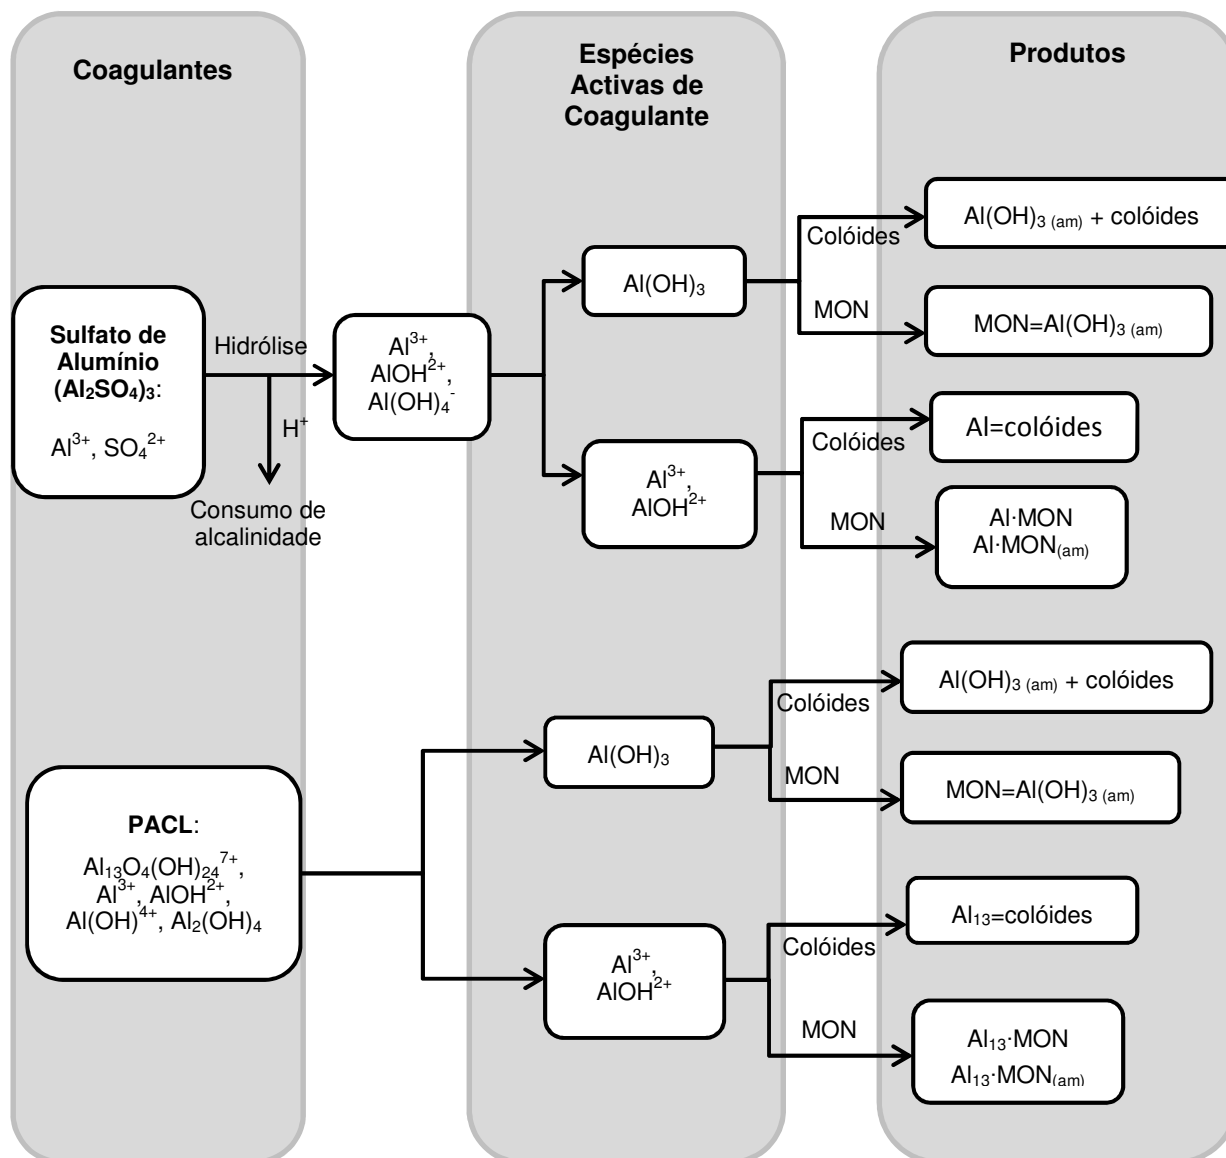 Coagulantes
Espécies
Activas de
Coagulante
Produtos
Sulfato de
Alumínio
(Al₂SO₄)₃:
Al³⁺, SO₄²⁺
Hidrólise
H⁺
Consumo de
alcalinidade
Al³⁺,
AlOH²⁺,
Al(OH)₄⁻
Al(OH)₃
Colóides
MON
Al(OH)₃ (am) + colóides
MON=Al(OH)₃ (am)
Al³⁺,
AlOH²⁺
Colóides
MON
Al=colóides
Al·MON
Al·MON(am)
PACL:
Al₁₃O₄(OH)₂₄⁷⁺,
Al³⁺, AlOH²⁺,
Al(OH)⁴⁺, Al₂(OH)₄
Al(OH)₃
Colóides
MON
Al(OH)₃ (am) + colóides
MON=Al(OH)₃ (am)
Al³⁺,
AlOH²⁺
Colóides
MON
Al₁₃=colóides
Al₁₃·MON
Al₁₃·MON(am)